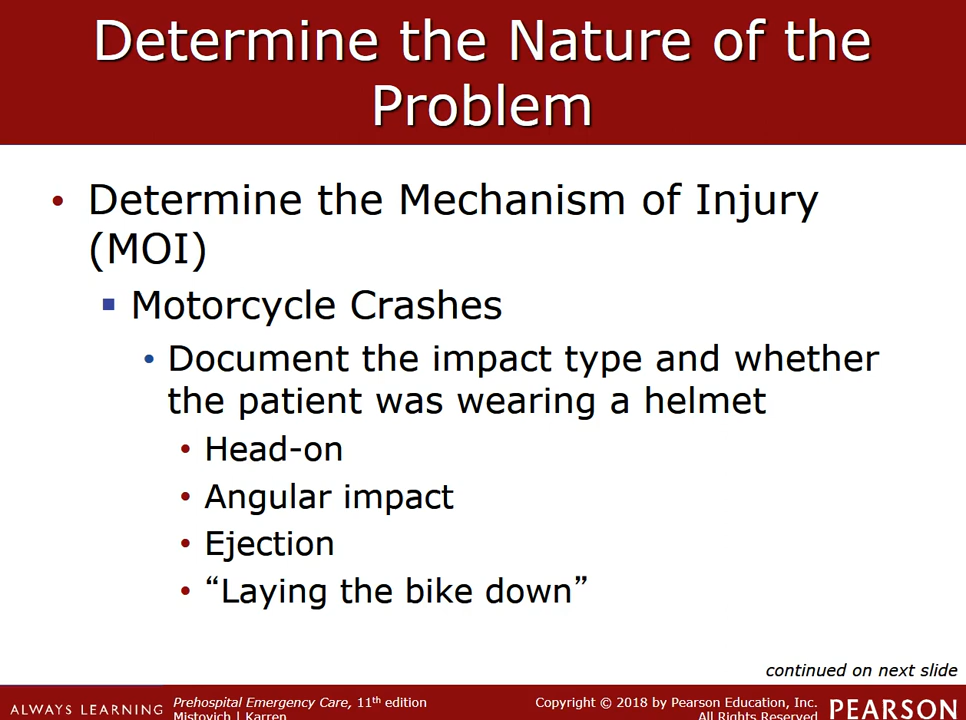 Determine the Nature of the
Problem
• Determine the Mechanism of Injury
(MOI)
▪ Motorcycle Crashes
• Document the impact type and whether
the patient was wearing a helmet
• Head-on
• Angular impact
• Ejection
• “Laying the bike down”
continued on next slide
ALWAYS LEARNING
Prehospital Emergency Care, 11th edition
Mistovich | Karren
Copyright © 2018 by Pearson Education, Inc.
All Rights Reserved
PEARSON